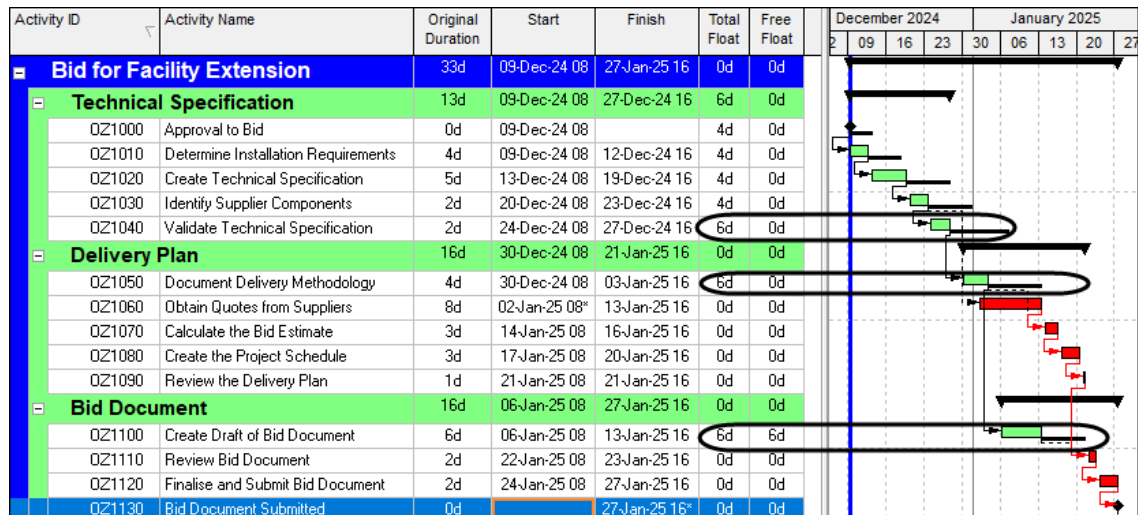 Activity ID Activity Name Original Duration Start Finish Total Float Free Float December 2024 January 2025
2 09 16 23 30 06 13 20 27
Bid for Facility Extension 33d 09-Dec-24 08 27-Jan-25 16 0d 0d
Technical Specification 13d 09-Dec-24 08 27-Dec-24 16 6d 0d
OZ1000 Approval to Bid 0d 09-Dec-24 08 4d 0d
OZ1010 Determine Installation Requirements 4d 09-Dec-24 08 12-Dec-24 16 4d 0d
OZ1020 Create Technical Specification 5d 13-Dec-24 08 19-Dec-24 16 4d 0d
OZ1030 Identify Supplier Components 2d 20-Dec-24 08 23-Dec-24 16 4d 0d
OZ1040 Validate Technical Specification 2d 24-Dec-24 08 27-Dec-24 16 6d 0d
Delivery Plan 16d 30-Dec-24 08 21-Jan-25 16 0d 0d
OZ1050 Document Delivery Methodology 4d 30-Dec-24 08 03-Jan-25 16 6d 0d
OZ1060 Obtain Quotes from Suppliers 8d 02-Jan-25 08* 13-Jan-25 16 0d 0d
OZ1070 Calculate the Bid Estimate 3d 14-Jan-25 08 16-Jan-25 16 0d 0d
OZ1080 Create the Project Schedule 3d 17-Jan-25 08 20-Jan-25 16 0d 0d
OZ1090 Review the Delivery Plan 1d 21-Jan-25 08 21-Jan-25 16 0d 0d
Bid Document 16d 06-Jan-25 08 27-Jan-25 16 0d 0d
OZ1100 Create Draft of Bid Document 6d 06-Jan-25 08 13-Jan-25 16 6d 6d
OZ1110 Review Bid Document 2d 22-Jan-25 08 23-Jan-25 16 0d 0d
OZ1120 Finalise and Submit Bid Document 2d 24-Jan-25 08 27-Jan-25 16 0d 0d
OZ1130 Bid Document Submitted 0d 27-Jan-25 16* 0d 0d